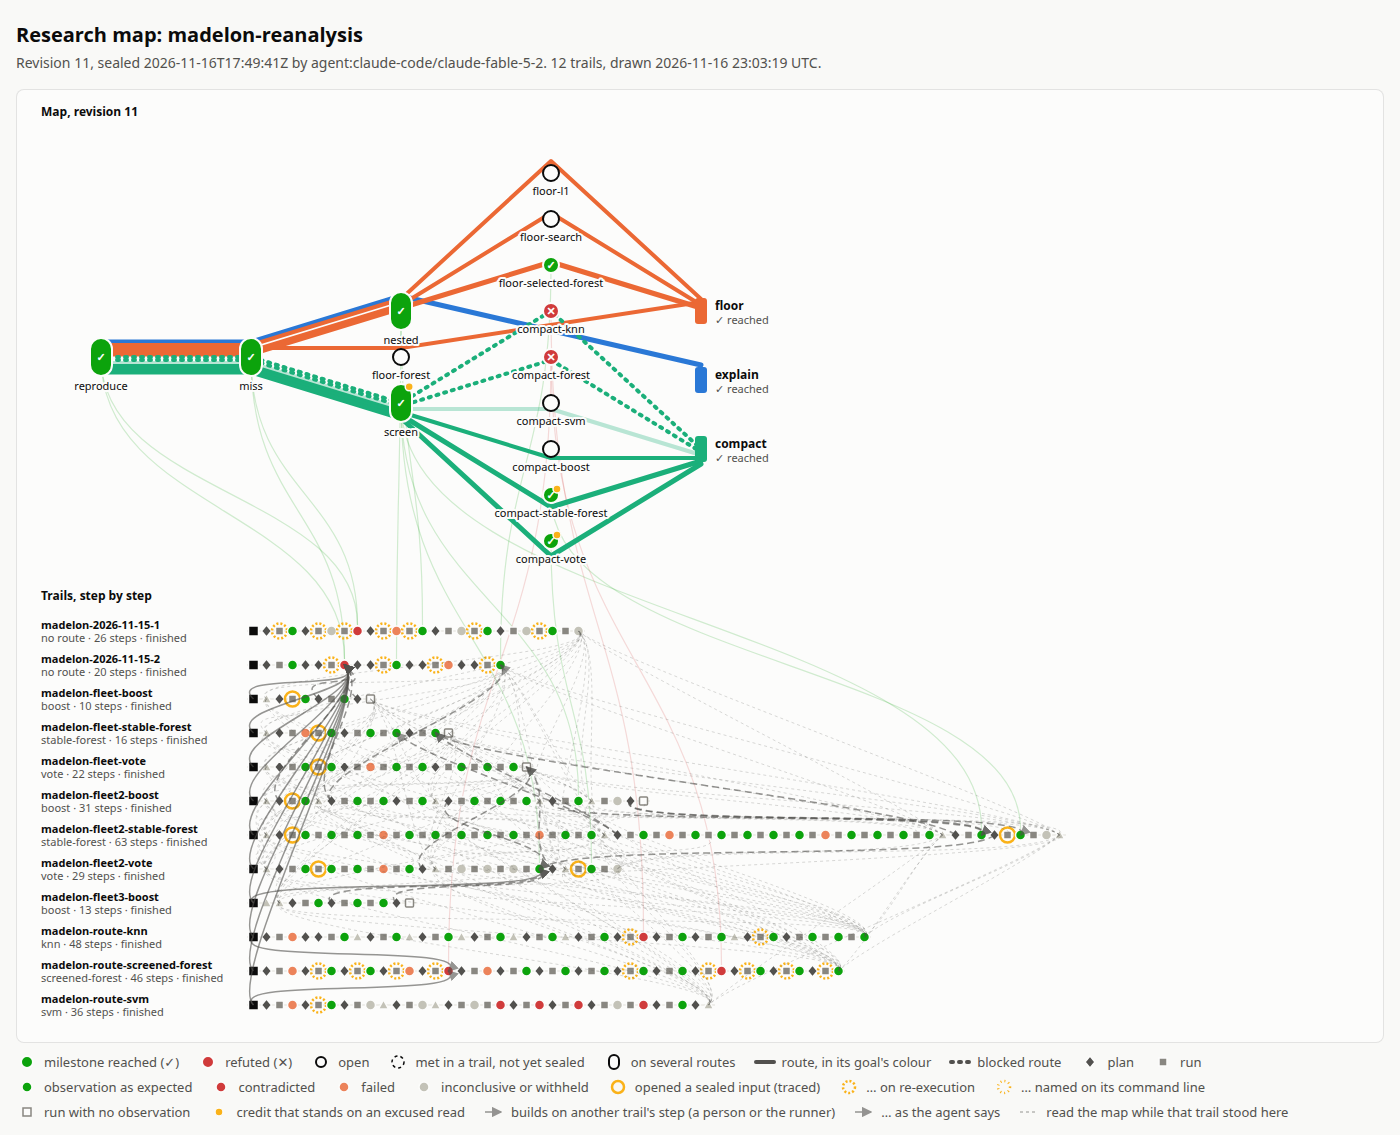 Research map: madelon-reanalysis
Revision 11, sealed 2026-11-16T17:49:41Z by agent:claude-code/claude-fable-5-2. 12 trails, drawn 2026-11-16 23:03:19 UTC.
Map, revision 11
floor-l1
floor-search
floor-selected-forest
floor
✓ reached
compact-knn
nested
floor-forest
compact-forest
explain
✓ reached
reproduce
miss
compact-svm
screen
compact
✓ reached
compact-boost
compact-stable-forest
compact-vote
Trails, step by step
madelon-2026-11-15-1
no route · 26 steps · finished
madelon-2026-11-15-2
no route · 20 steps · finished
madelon-fleet-boost
boost · 10 steps · finished
madelon-fleet-stable-forest
stable-forest · 16 steps · finished
madelon-fleet-vote
vote · 22 steps · finished
madelon-fleet2-boost
boost · 31 steps · finished
madelon-fleet2-stable-forest
stable-forest · 63 steps · finished
madelon-fleet2-vote
vote · 29 steps · finished
madelon-fleet3-boost
boost · 13 steps · finished
madelon-route-knn
knn · 48 steps · finished
madelon-route-screened-forest
screened-forest · 46 steps · finished
madelon-route-svm
svm · 36 steps · finished
milestone reached (✓) refuted (✕) open met in a trail, not yet sealed on several routes route, in its goal's colour blocked route plan run
observation as expected contradicted failed inconclusive or withheld opened a sealed input (traced) ... on re-execution ... named on its command line
run with no observation credit that stands on an excused read builds on another trail's step (a person or the runner) ... as the agent says read the map while that trail stood here